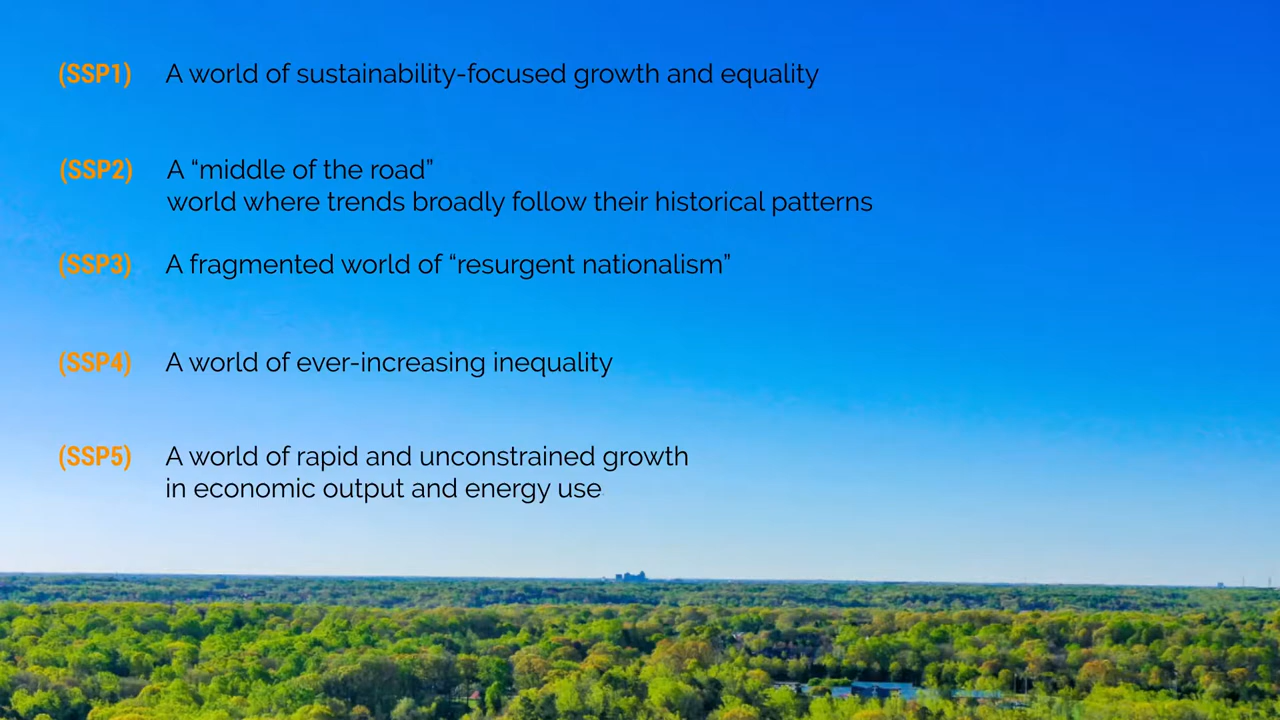 (SSP1) A world of sustainability-focused growth and equality
(SSP2) A “middle of the road”
world where trends broadly follow their historical patterns
(SSP3) A fragmented world of “resurgent nationalism”
(SSP4) A world of ever-increasing inequality
(SSP5) A world of rapid and unconstrained growth
in economic output and energy use